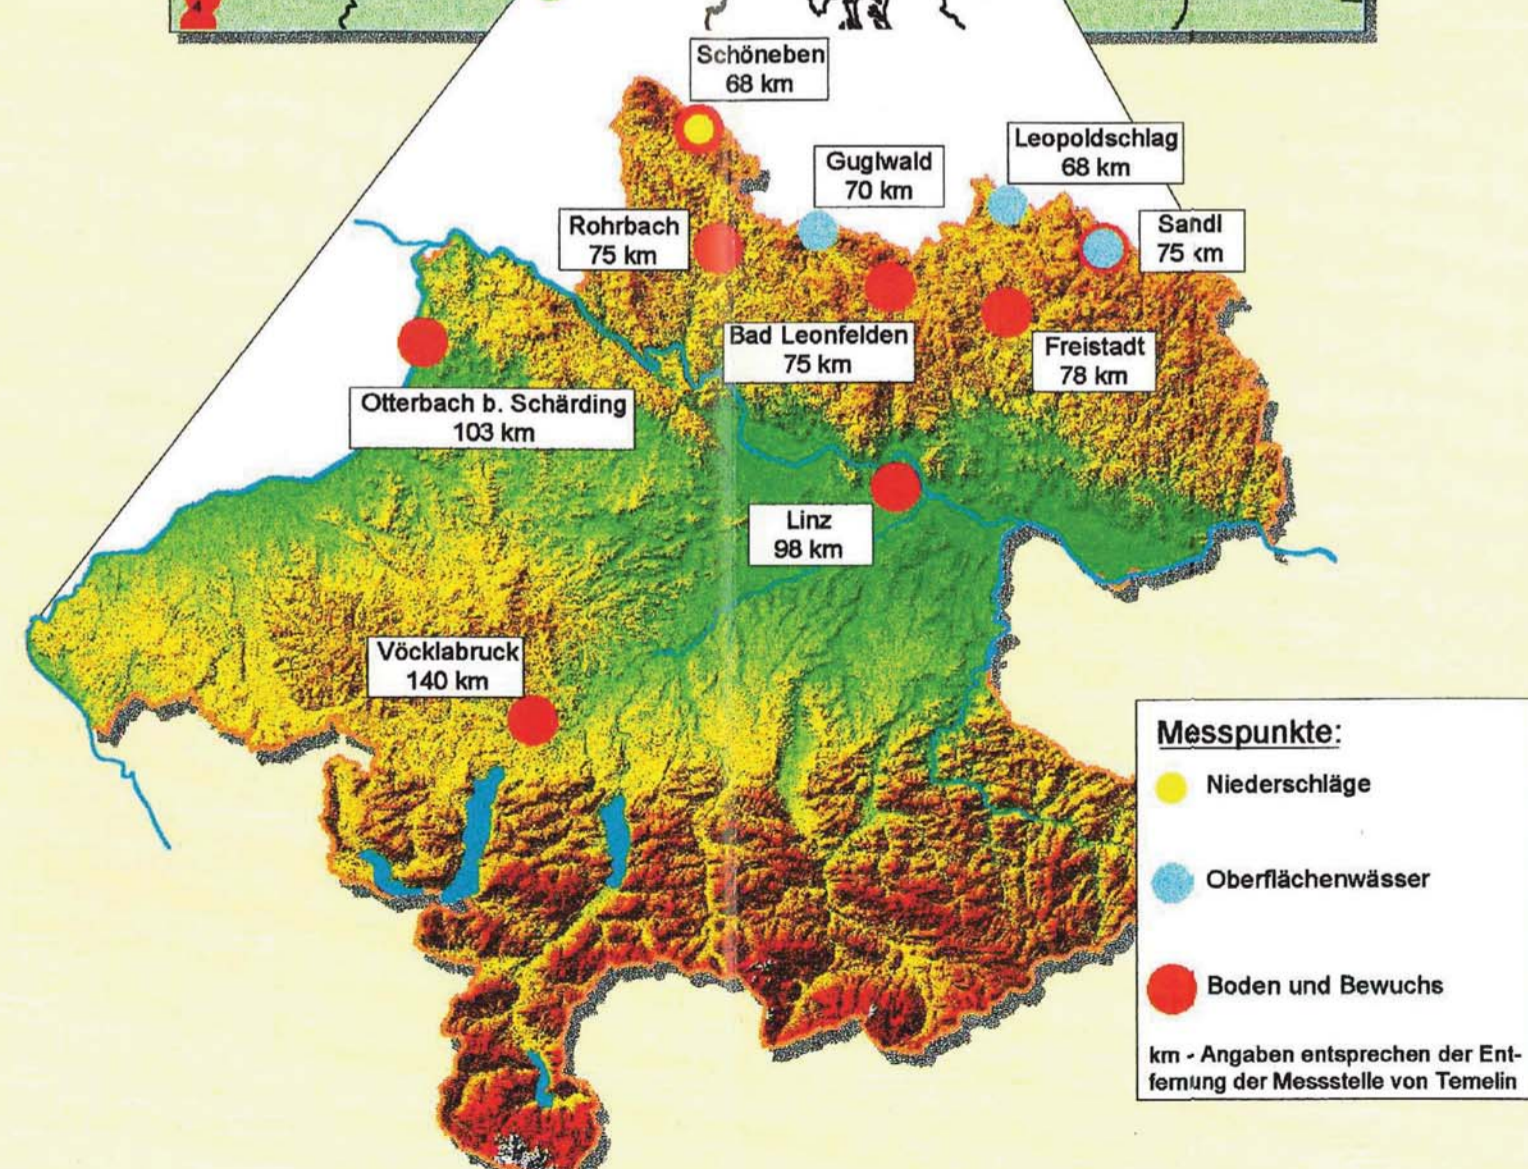 4
Schöneben
68 km
Leopoldschlag
68 km
Guglwald
70 km
Rohrbach
75 km
Sandl
75 km
Bad Leonfelden
75 km
Freistadt
78 km
Otterbach b. Schärding
103 km
Linz
98 km
Vöcklabruck
140 km
Messpunkte:
Niederschläge
Oberflächenwässer
Boden und Bewuchs
km - Angaben entsprechen der Ent-
fernung der Messstelle von Temelin